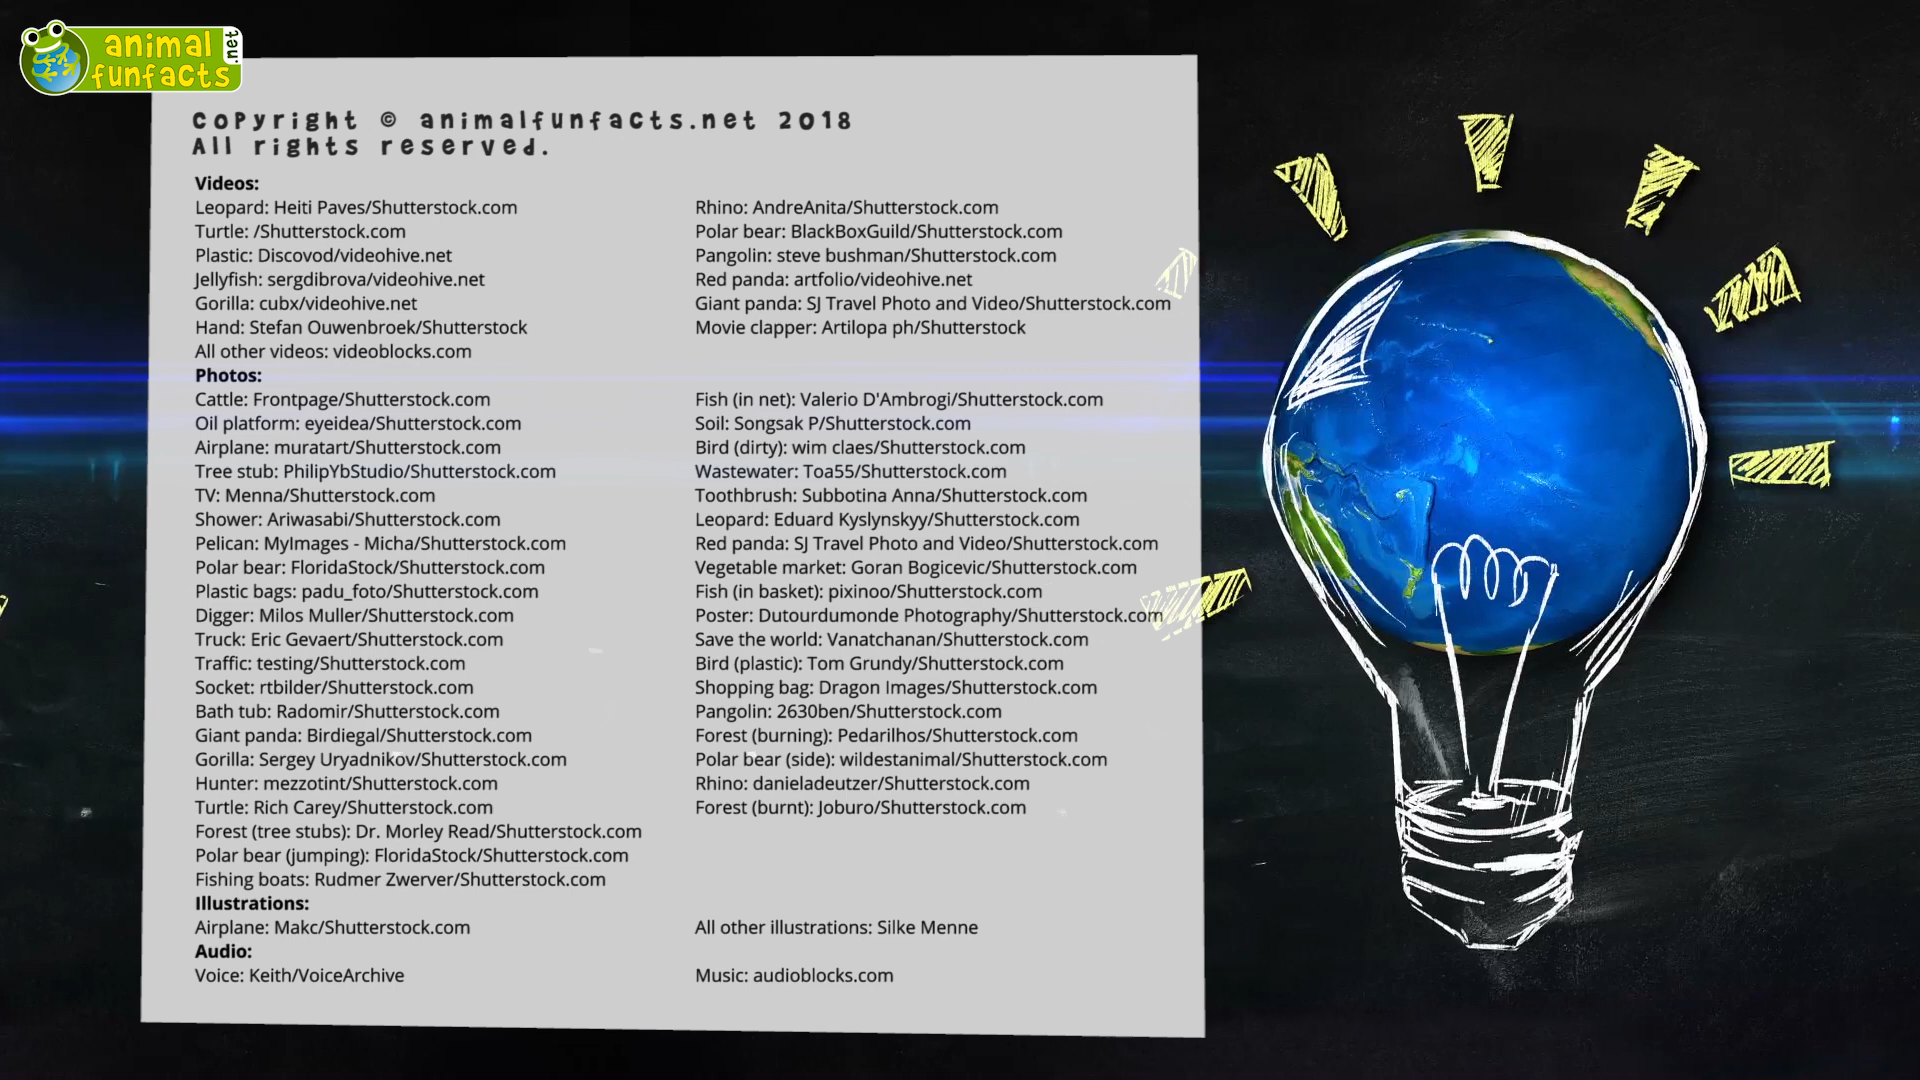 animal
funfacts
.net
Copyright © animalfunfacts.net 2018
All rights reserved.
Videos:
Leopard: Heiti Paves/Shutterstock.com
Turtle: /Shutterstock.com
Plastic: Discovod/videohive.net
Jellyfish: sergdibrova/videohive.net
Gorilla: cubx/videohive.net
Hand: Stefan Ouwenbroek/Shutterstock
All other videos: videoblocks.com
Rhino: AndreAnita/Shutterstock.com
Polar bear: BlackBoxGuild/Shutterstock.com
Pangolin: steve bushman/Shutterstock.com
Red panda: artfolio/videohive.net
Giant panda: SJ Travel Photo and Video/Shutterstock.com
Movie clapper: Artilopa ph/Shutterstock
Photos:
Cattle: Frontpage/Shutterstock.com
Oil platform: eyeidea/Shutterstock.com
Airplane: muratart/Shutterstock.com
Tree stub: PhilipYbStudio/Shutterstock.com
TV: Menna/Shutterstock.com
Shower: Ariwasabi/Shutterstock.com
Pelican: MyImages - Micha/Shutterstock.com
Polar bear: FloridaStock/Shutterstock.com
Plastic bags: padu_foto/Shutterstock.com
Digger: Milos Muller/Shutterstock.com
Truck: Eric Gevaert/Shutterstock.com
Traffic: testing/Shutterstock.com
Socket: rtbilder/Shutterstock.com
Bath tub: Radomir/Shutterstock.com
Giant panda: Birdiegal/Shutterstock.com
Gorilla: Sergey Uryadnikov/Shutterstock.com
Hunter: mezzotint/Shutterstock.com
Turtle: Rich Carey/Shutterstock.com
Forest (tree stubs): Dr. Morley Read/Shutterstock.com
Polar bear (jumping): FloridaStock/Shutterstock.com
Fishing boats: Rudmer Zwerver/Shutterstock.com
Fish (in net): Valerio D'Ambrogi/Shutterstock.com
Soil: Songsak P/Shutterstock.com
Bird (dirty): wim claes/Shutterstock.com
Wastewater: Toa55/Shutterstock.com
Toothbrush: Subbotina Anna/Shutterstock.com
Leopard: Eduard Kyslynskyy/Shutterstock.com
Red panda: SJ Travel Photo and Video/Shutterstock.com
Vegetable market: Goran Bogicevic/Shutterstock.com
Fish (in basket): pixinoo/Shutterstock.com
Poster: Dutourdumonde Photography/Shutterstock.com
Save the world: Vanatchanan/Shutterstock.com
Bird (plastic): Tom Grundy/Shutterstock.com
Shopping bag: Dragon Images/Shutterstock.com
Pangolin: 2630ben/Shutterstock.com
Forest (burning): Pedarilhos/Shutterstock.com
Polar bear (side): wildestanimal/Shutterstock.com
Rhino: danieladeutzer/Shutterstock.com
Forest (burnt): Joburo/Shutterstock.com
Illustrations:
Airplane: Makc/Shutterstock.com
All other illustrations: Silke Menne
Audio:
Voice: Keith/VoiceArchive
Music: audioblocks.com